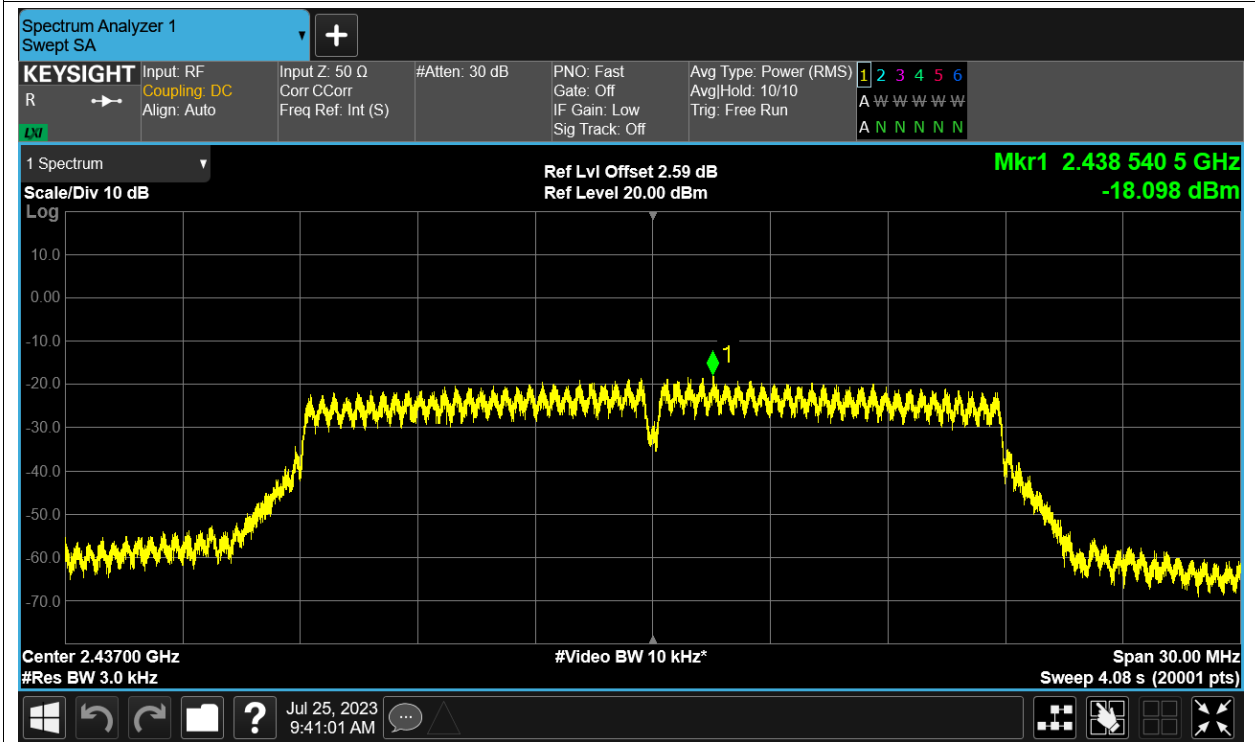 Spectrum Analyzer 1
Swept SA
+
KEYSIGHT Input: RF Input Z: 50 Ω #Atten: 30 dB PNO: Fast Avg Type: Power (RMS) 1 2 3 4 5 6
R Coupling: DC Corr CCorr Gate: Off Avg|Hold: 10/10 A W W W W W
Align: Auto Freq Ref: Int (S) IF Gain: Low Trig: Free Run
LXI Sig Track: Off A N N N N N
1 Spectrum Ref Lvl Offset 2.59 dB Mkr1 2.438 540 5 GHz
Scale/Div 10 dB Ref Level 20.00 dBm -18.098 dBm
Log
10.0
0.00
-10.0
1
-20.0
-30.0
-40.0
-50.0
-60.0
-70.0
Center 2.43700 GHz #Video BW 10 kHz* Span 30.00 MHz
#Res BW 3.0 kHz Sweep 4.08 s (20001 pts)
? Jul 25, 2023
9:41:01 AM